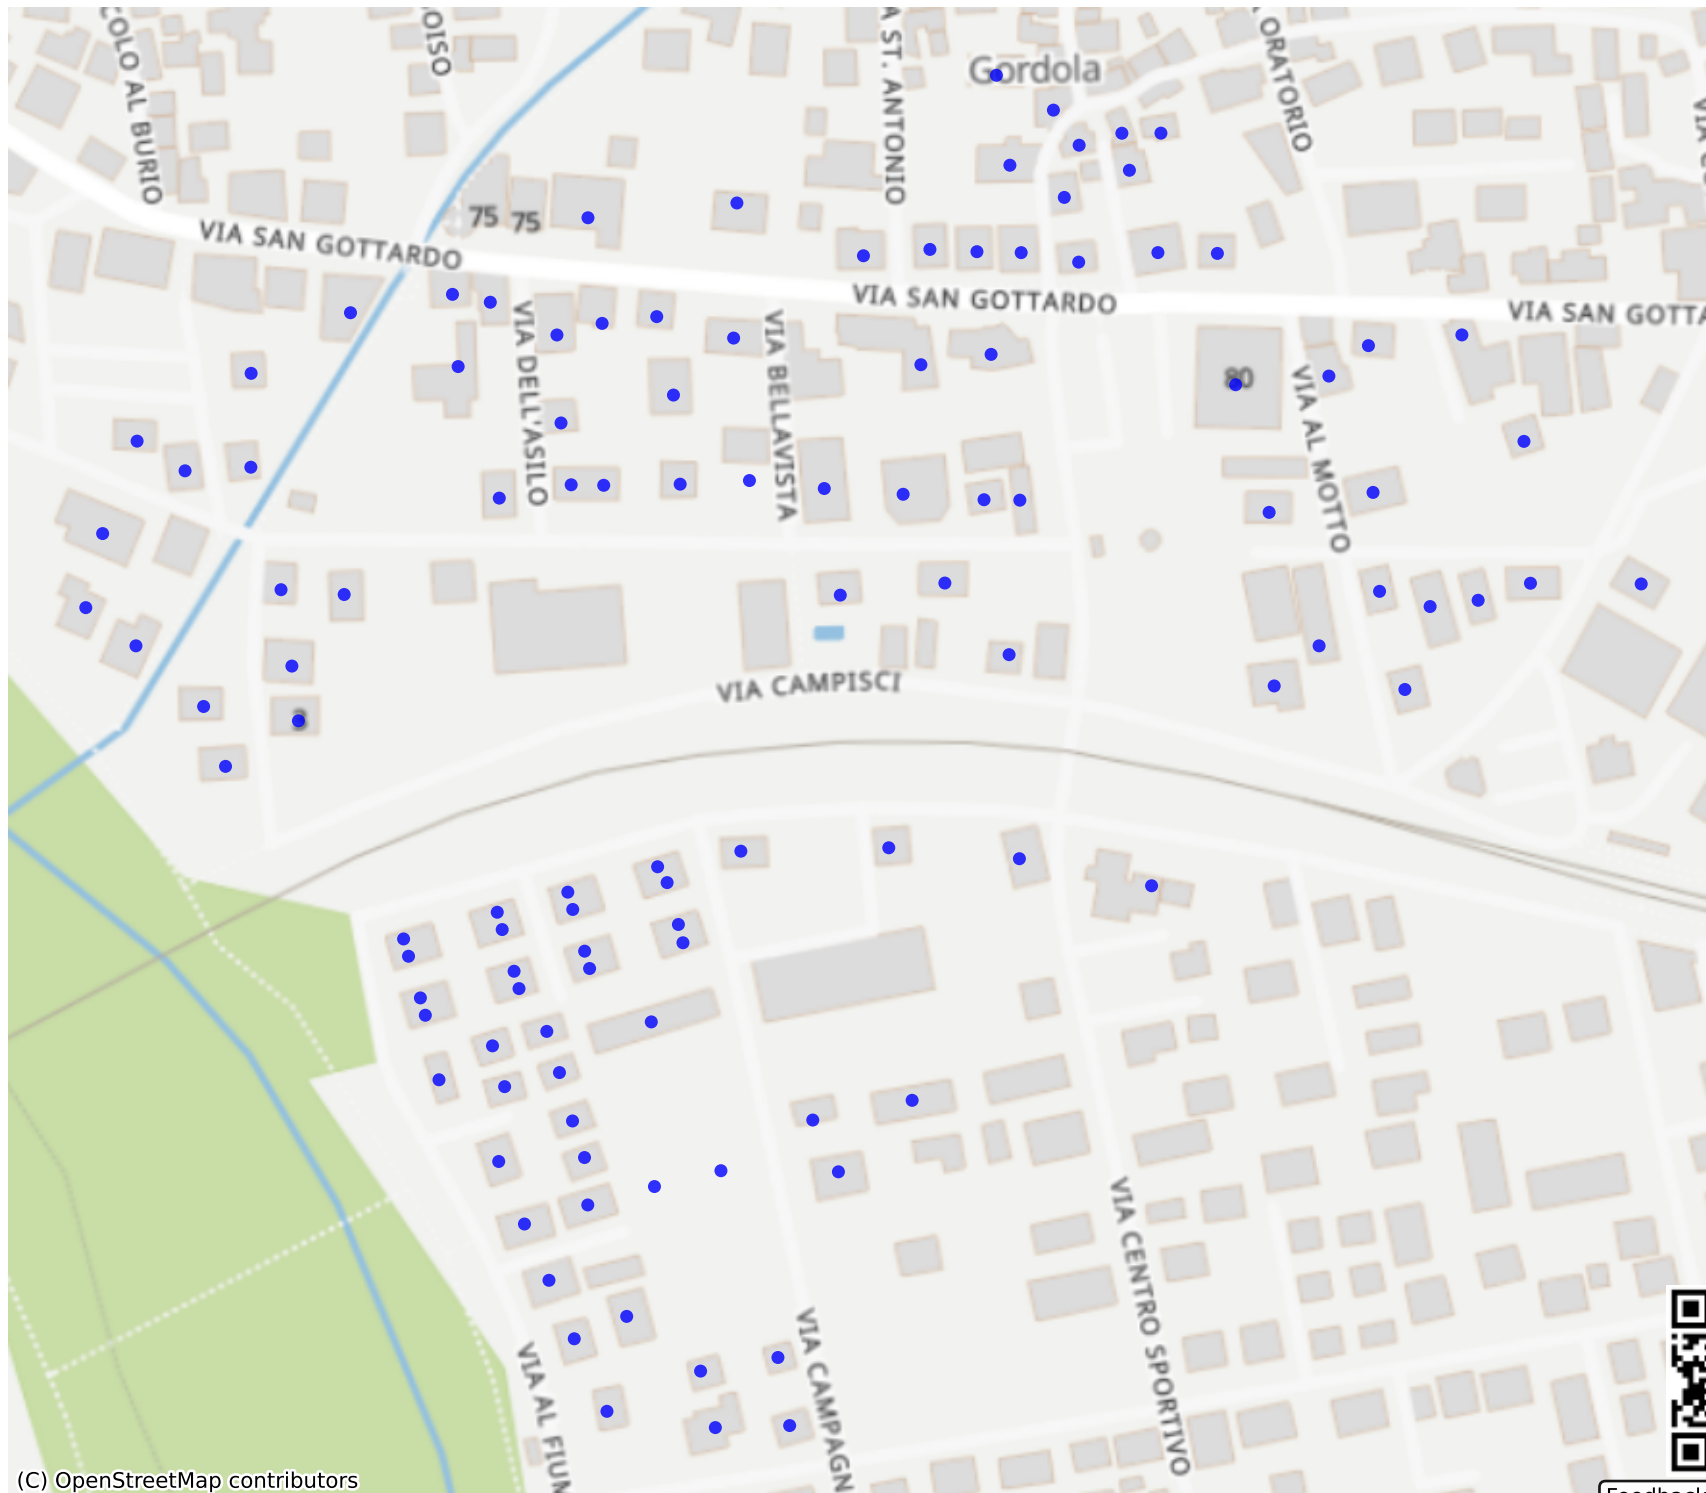 COLO AL BURIO
OISO
A ST. ANTONIO
Gordola
ORATORIO
VIA SAN GOTTARDO
75
75
VIA SAN GOTTARDO
VIA SAN GOTTA
VIA DELL'ASILO
VIA BELLAVISTA
80
VIA AL MOTTO
VIA CAMPISCI
3
VIA CENTRO SPORTIVO
VIA CAMPAGN
VIA AL FIUM
(C) OpenStreetMap contributors
Feedback